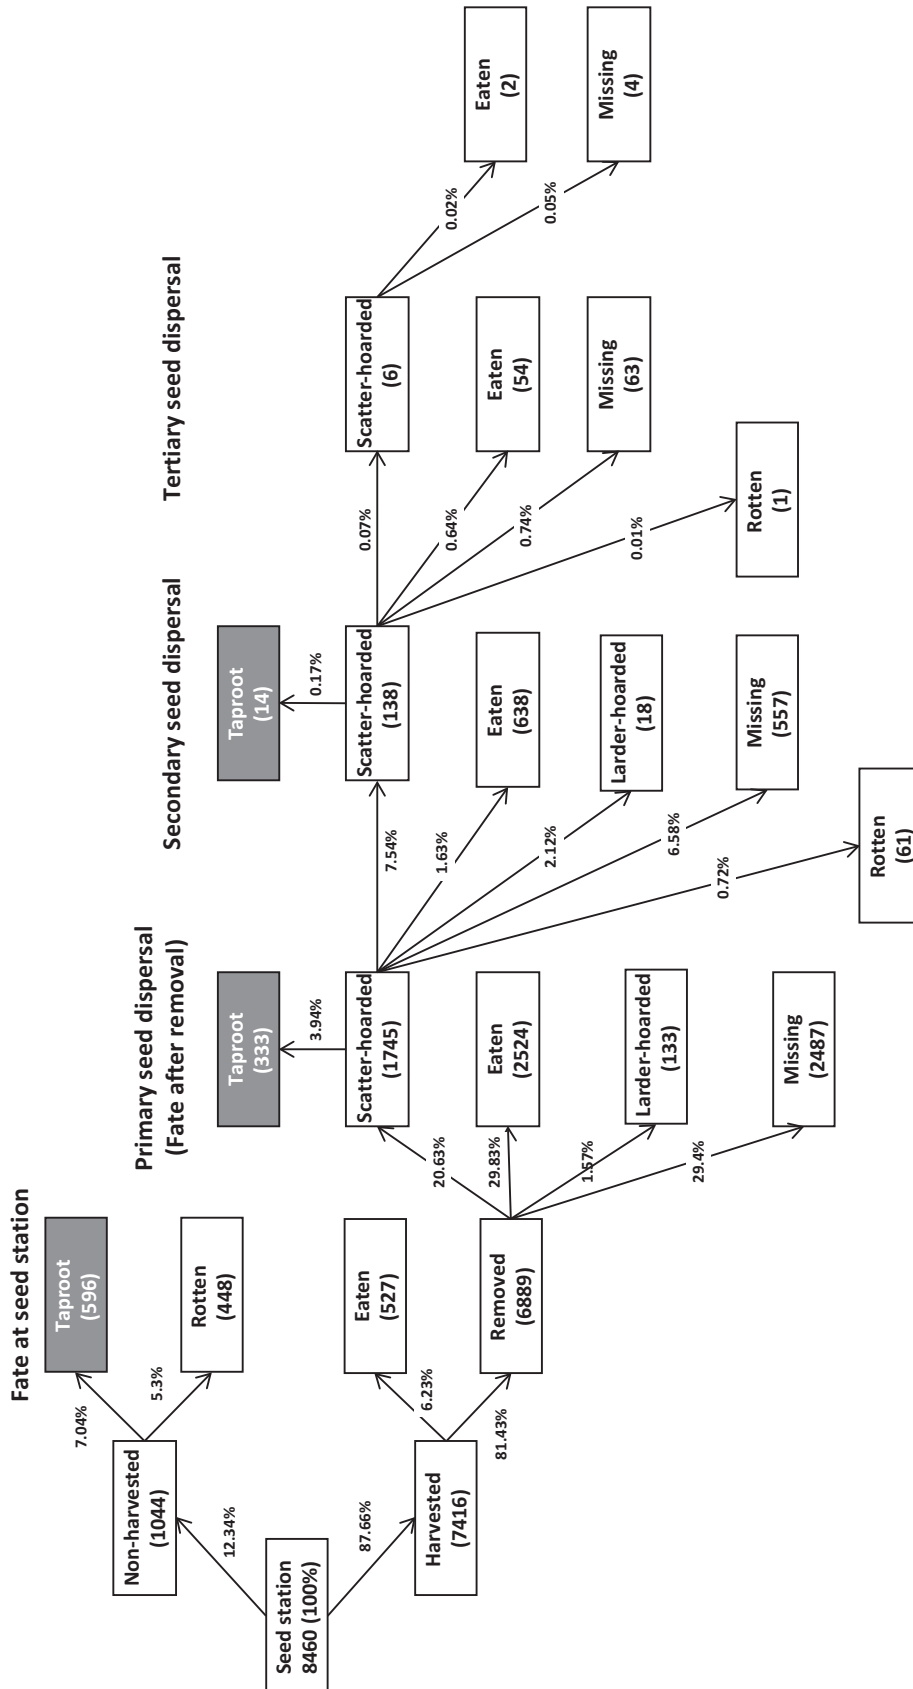 Fate at seed station
Primary seed dispersal
(Fate after removal)
Secondary seed dispersal
Tertiary seed dispersal
Seed station
8460 (100%)
12.34%
87.66%
Non-harvested
(1044)
Harvested
(7416)
7.04%
5.3%
6.23%
81.43%
Taproot
(596)
Rotten
(448)
Eaten
(527)
Removed
(6889)
20.63%
29.83%
1.57%
29.4%
Taproot
(333)
3.94%
Scatter-hoarded
(1745)
Eaten
(2524)
Larder-hoarded
(133)
Missing
(2487)
7.54%
1.63%
2.12%
6.58%
0.72%
Taproot
(14)
0.17%
Scatter-hoarded
(138)
Eaten
(638)
Larder-hoarded
(18)
Missing
(557)
Rotten
(61)
0.07%
0.64%
0.74%
0.01%
Scatter-hoarded
(6)
Eaten
(54)
Missing
(63)
Rotten
(1)
0.02%
0.05%
Eaten
(2)
Missing
(4)